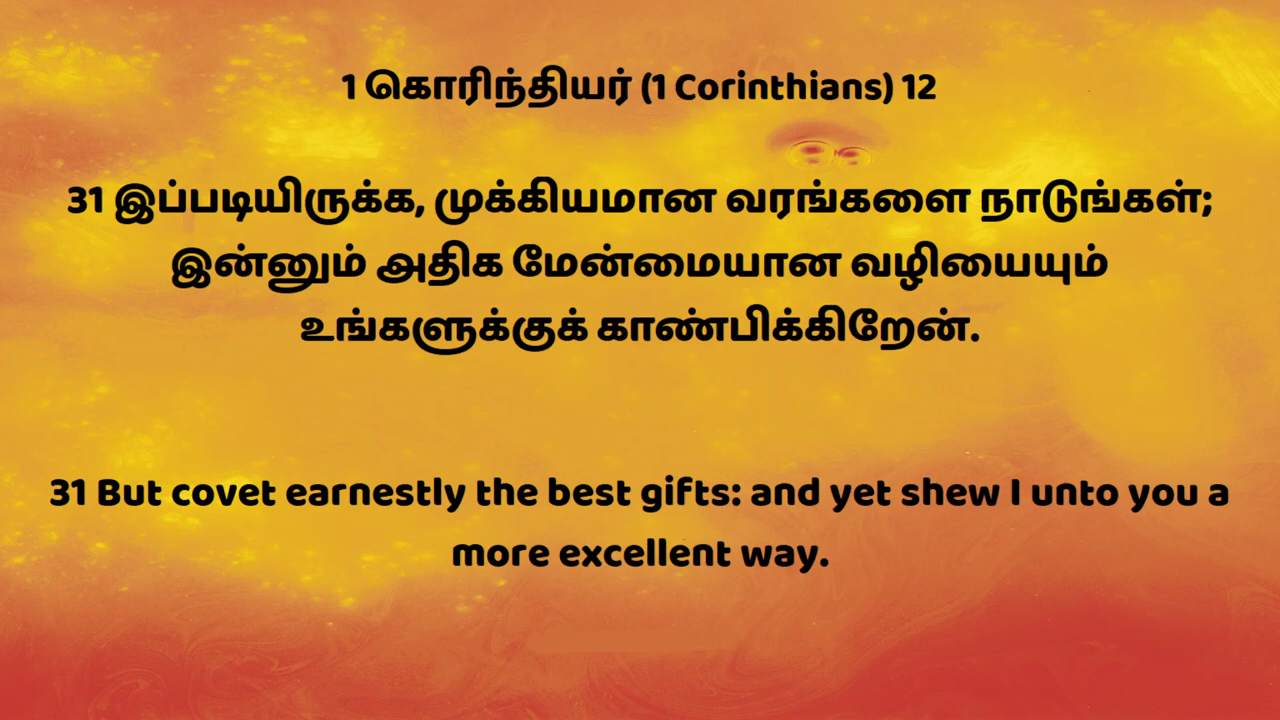 1 கொரிந்தியர் (1 Corinthians) 12
31 இப்படியிருக்க, முக்கியமான வரங்களை நாடுங்கள்;
இன்னும் அதிக மேன்மையான வழியையும்
உங்களுக்குக் காண்பிக்கிறேன்.
31 But covet earnestly the best gifts: and yet shew I unto you a
more excellent way.